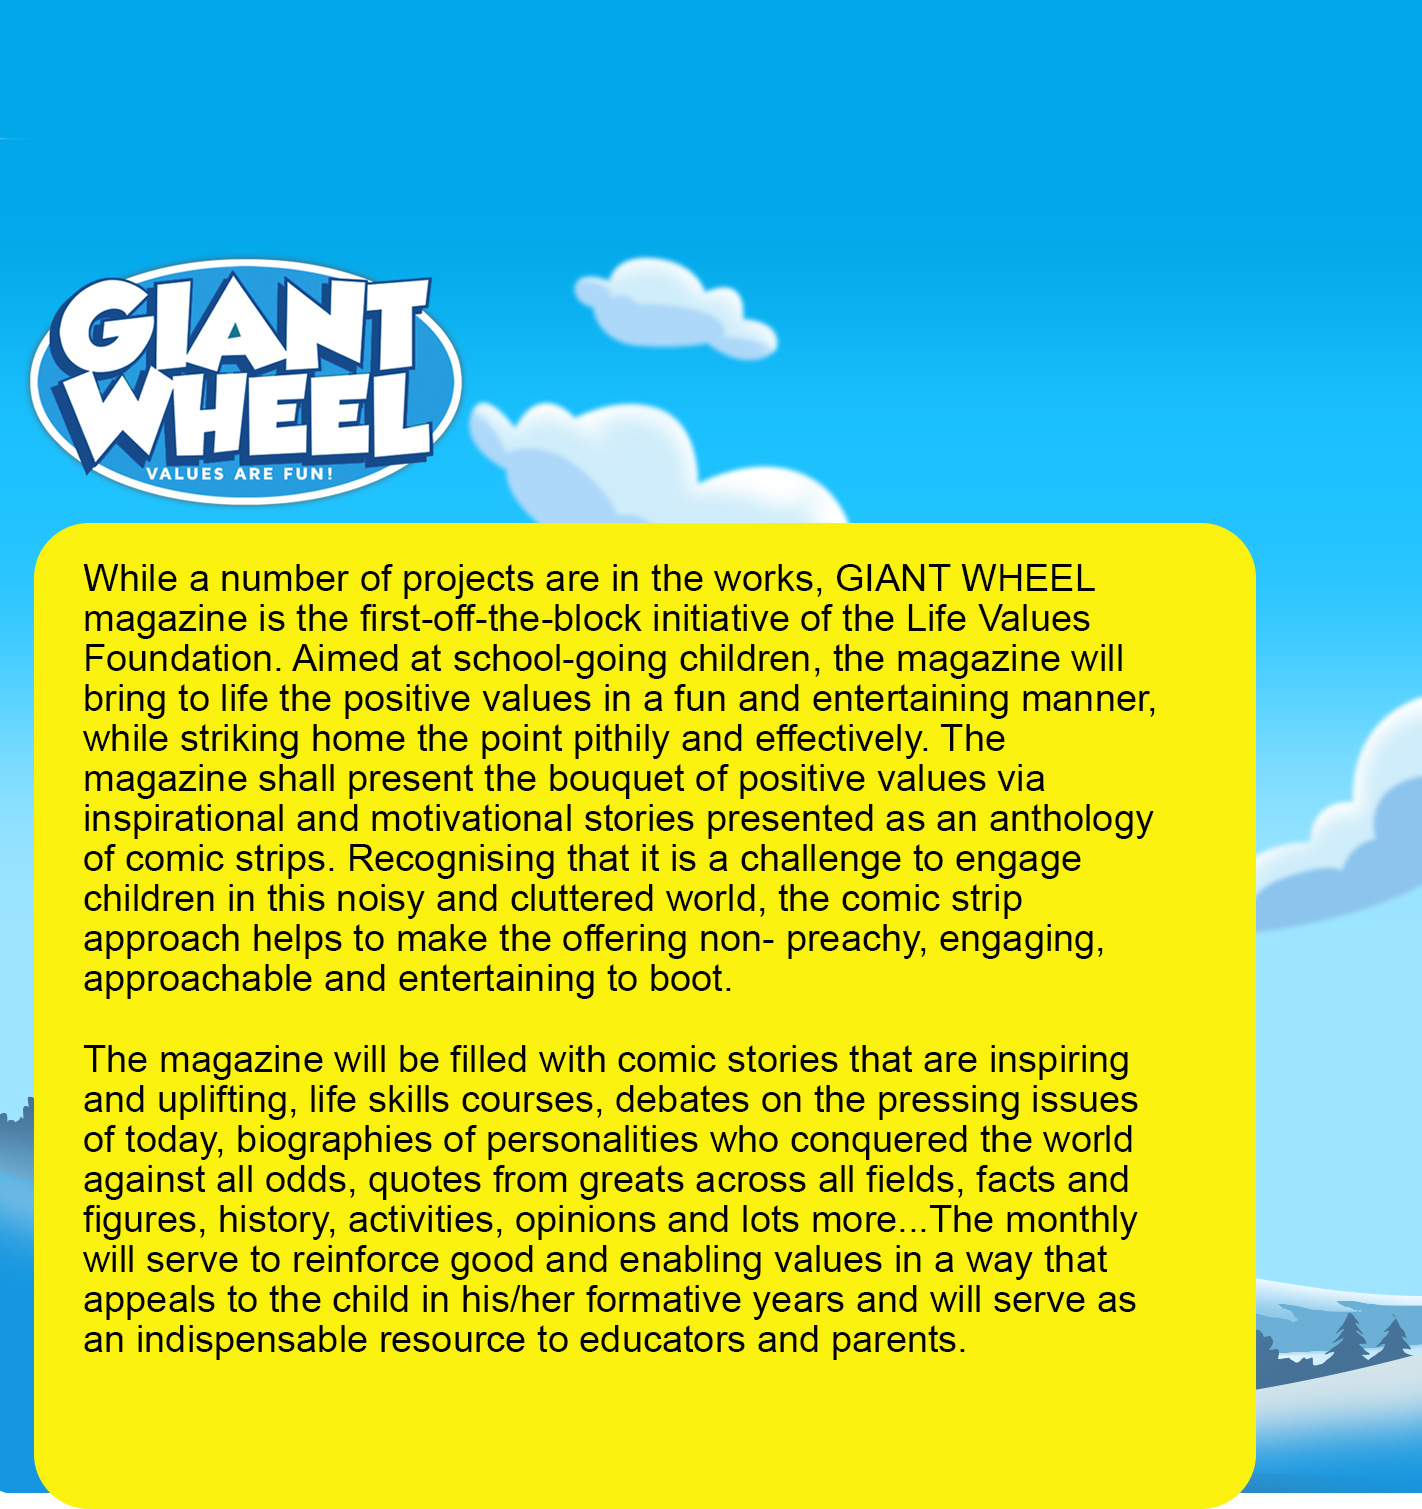 GIANT
WHEEL
VALUES ARE FUN!
While a number of projects are in the works, GIANT WHEEL
magazine is the first-off-the-block initiative of the Life Values
Foundation. Aimed at school-going children, the magazine will
bring to life the positive values in a fun and entertaining manner,
while striking home the point pithily and effectively. The
magazine shall present the bouquet of positive values via
inspirational and motivational stories presented as an anthology
of comic strips. Recognising that it is a challenge to engage
children in this noisy and cluttered world, the comic strip
approach helps to make the offering non- preachy, engaging,
approachable and entertaining to boot.
The magazine will be filled with comic stories that are inspiring
and uplifting, life skills courses, debates on the pressing issues
of today, biographies of personalities who conquered the world
against all odds, quotes from greats across all fields, facts and
figures, history, activities, opinions and lots more...The monthly
will serve to reinforce good and enabling values in a way that
appeals to the child in his/her formative years and will serve as
an indispensable resource to educators and parents.